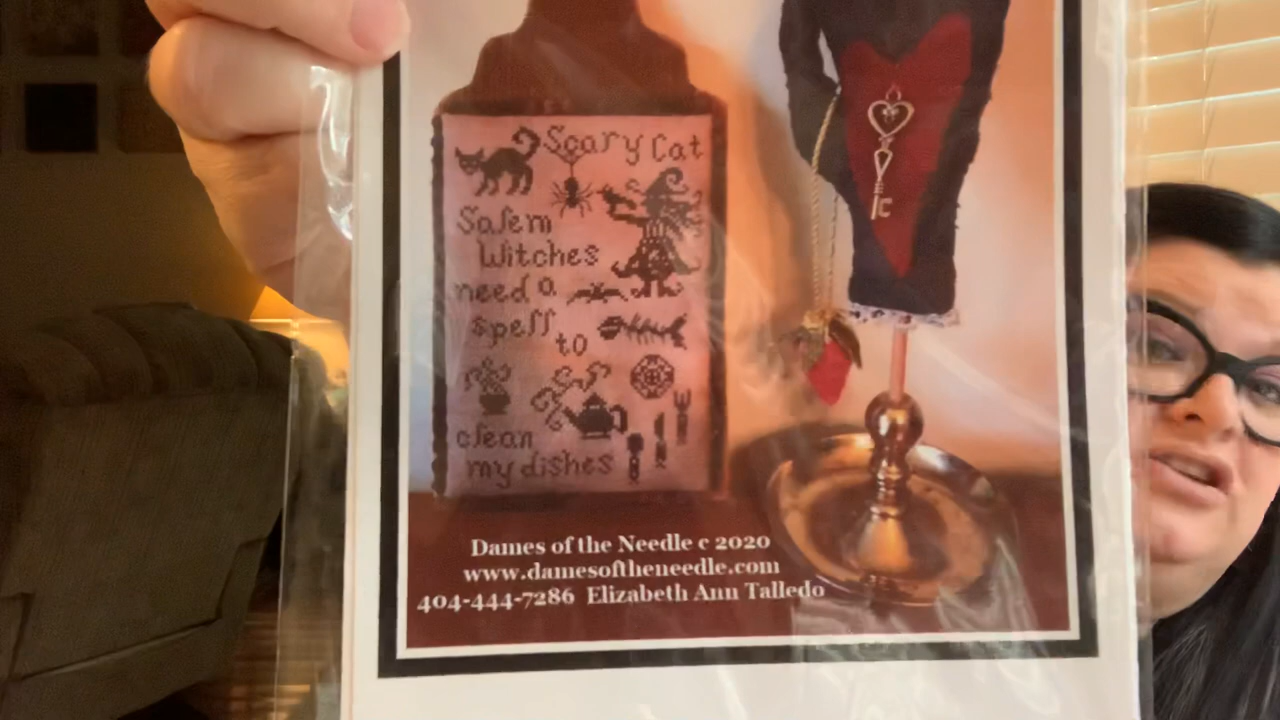 Scary Cat
Salem
Witches
need a
spell
to
clean
my dishes
Dames of the Needle c 2020
www.damesoftheneedle.com
404-444-7286 Elizabeth Ann Talledo